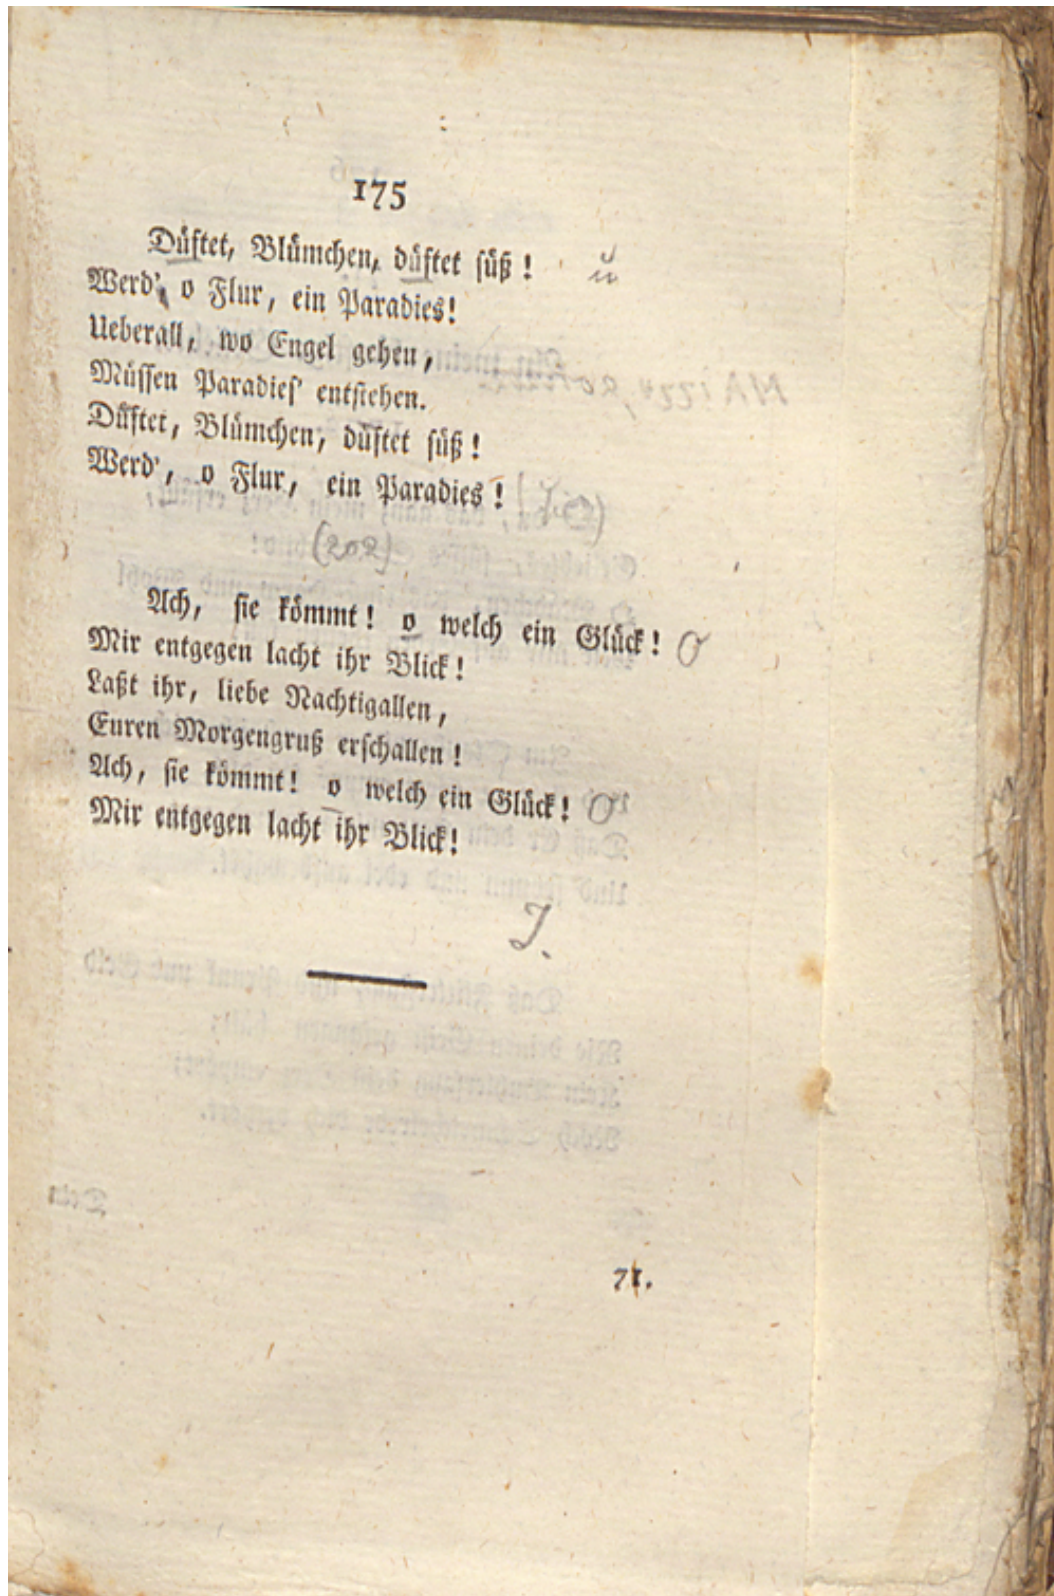 175
Düftet, Blümchen, düftet süß! u
Werd', o Flur, ein Paradies!
Ueberall, wo Engel gehen,
Müssen Paradies' entstehen.
Düftet, Blümchen, düftet süß!
Werd', o Flur, ein Paradies!
(202)
Ach, sie kömmt! o welch ein Glück! O
Mir entgegen lacht ihr Blick!
Laßt ihr, liebe Nachtigallen,
Euren Morgengruß erschallen!
Ach, sie kömmt! o welch ein Glück! O
Mir entgegen lacht ihr Blick!
J.
71.